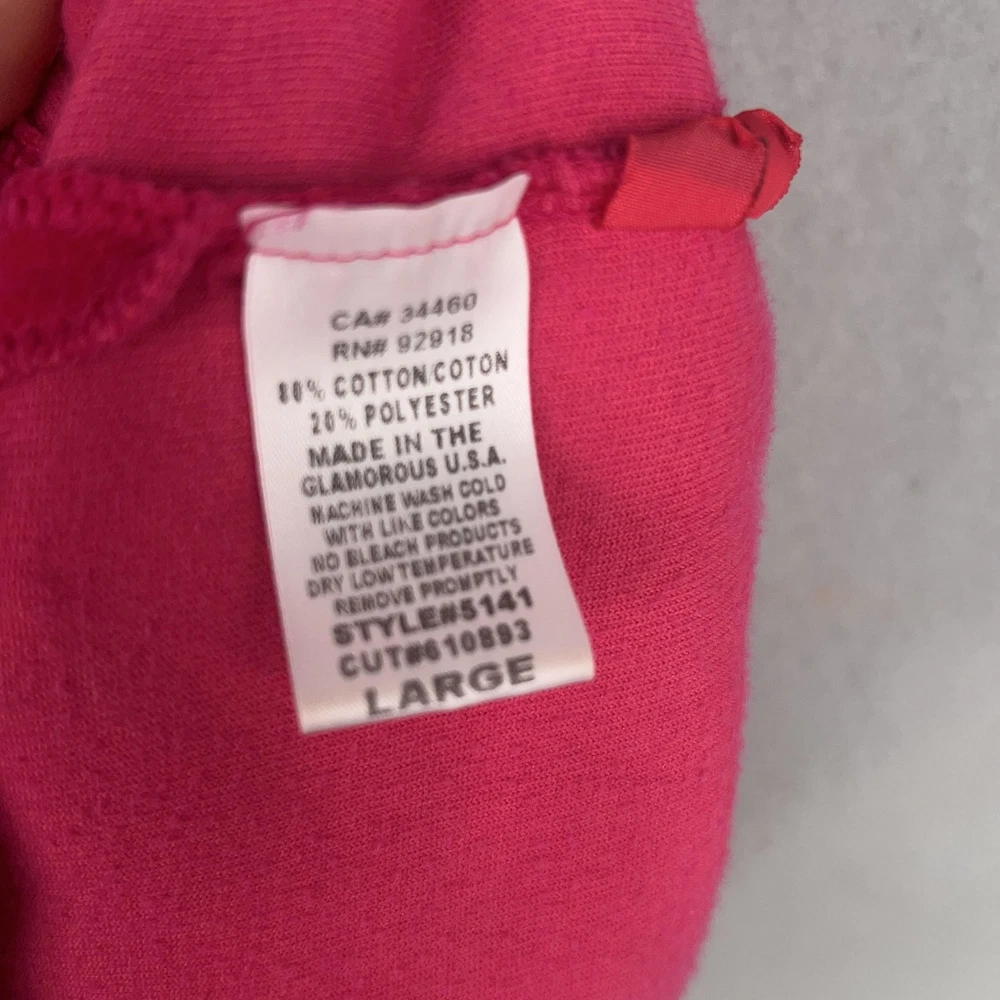 CA# 34460
RN# 92918
80% COTTON/COTON
20% POLYESTER
MADE IN THE
GLAMOROUS U.S.A.
MACHINE WASH COLD
WITH LIKE COLORS
NO BLEACH PRODUCTS
DRY LOW TEMPERATURE
REMOVE PROMPTLY
STYLE#5141
CUT#610893
LARGE